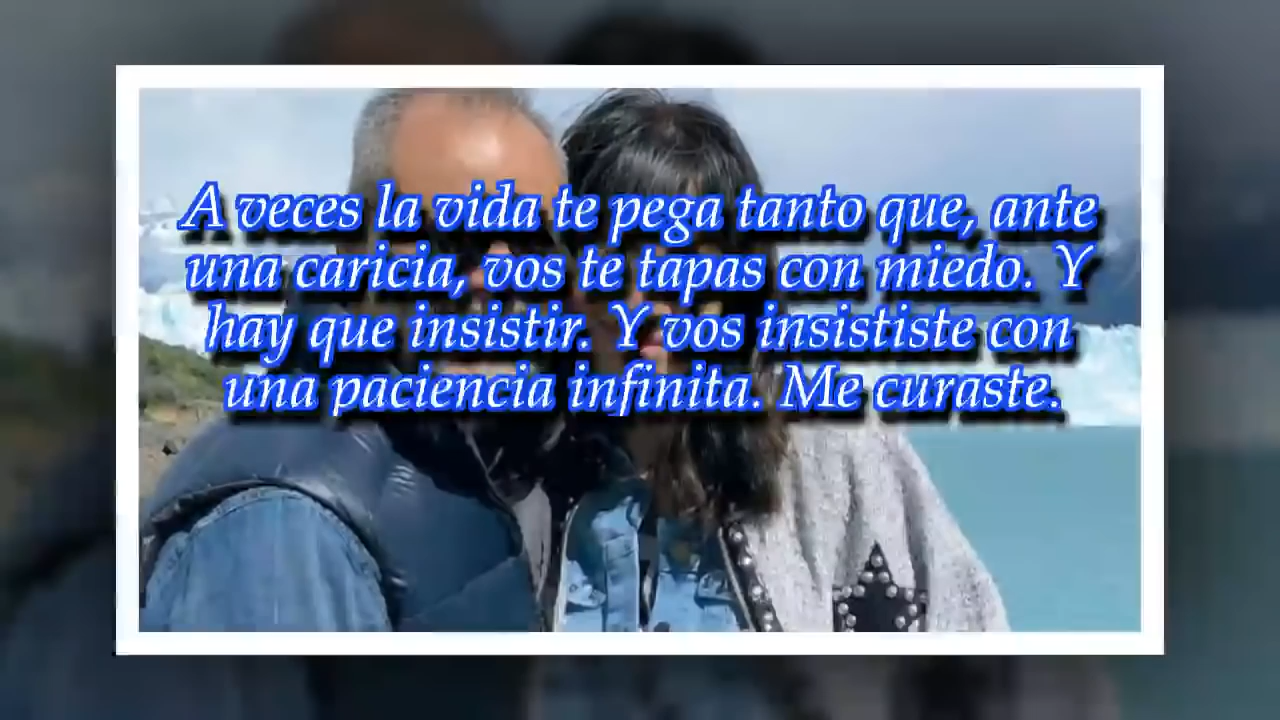 A veces la vida te pega tanto que, ante
una caricia, vos te tapas con miedo. Y
hay que insistir. Y vos insististe con
una paciencia infinita. Me curaste.